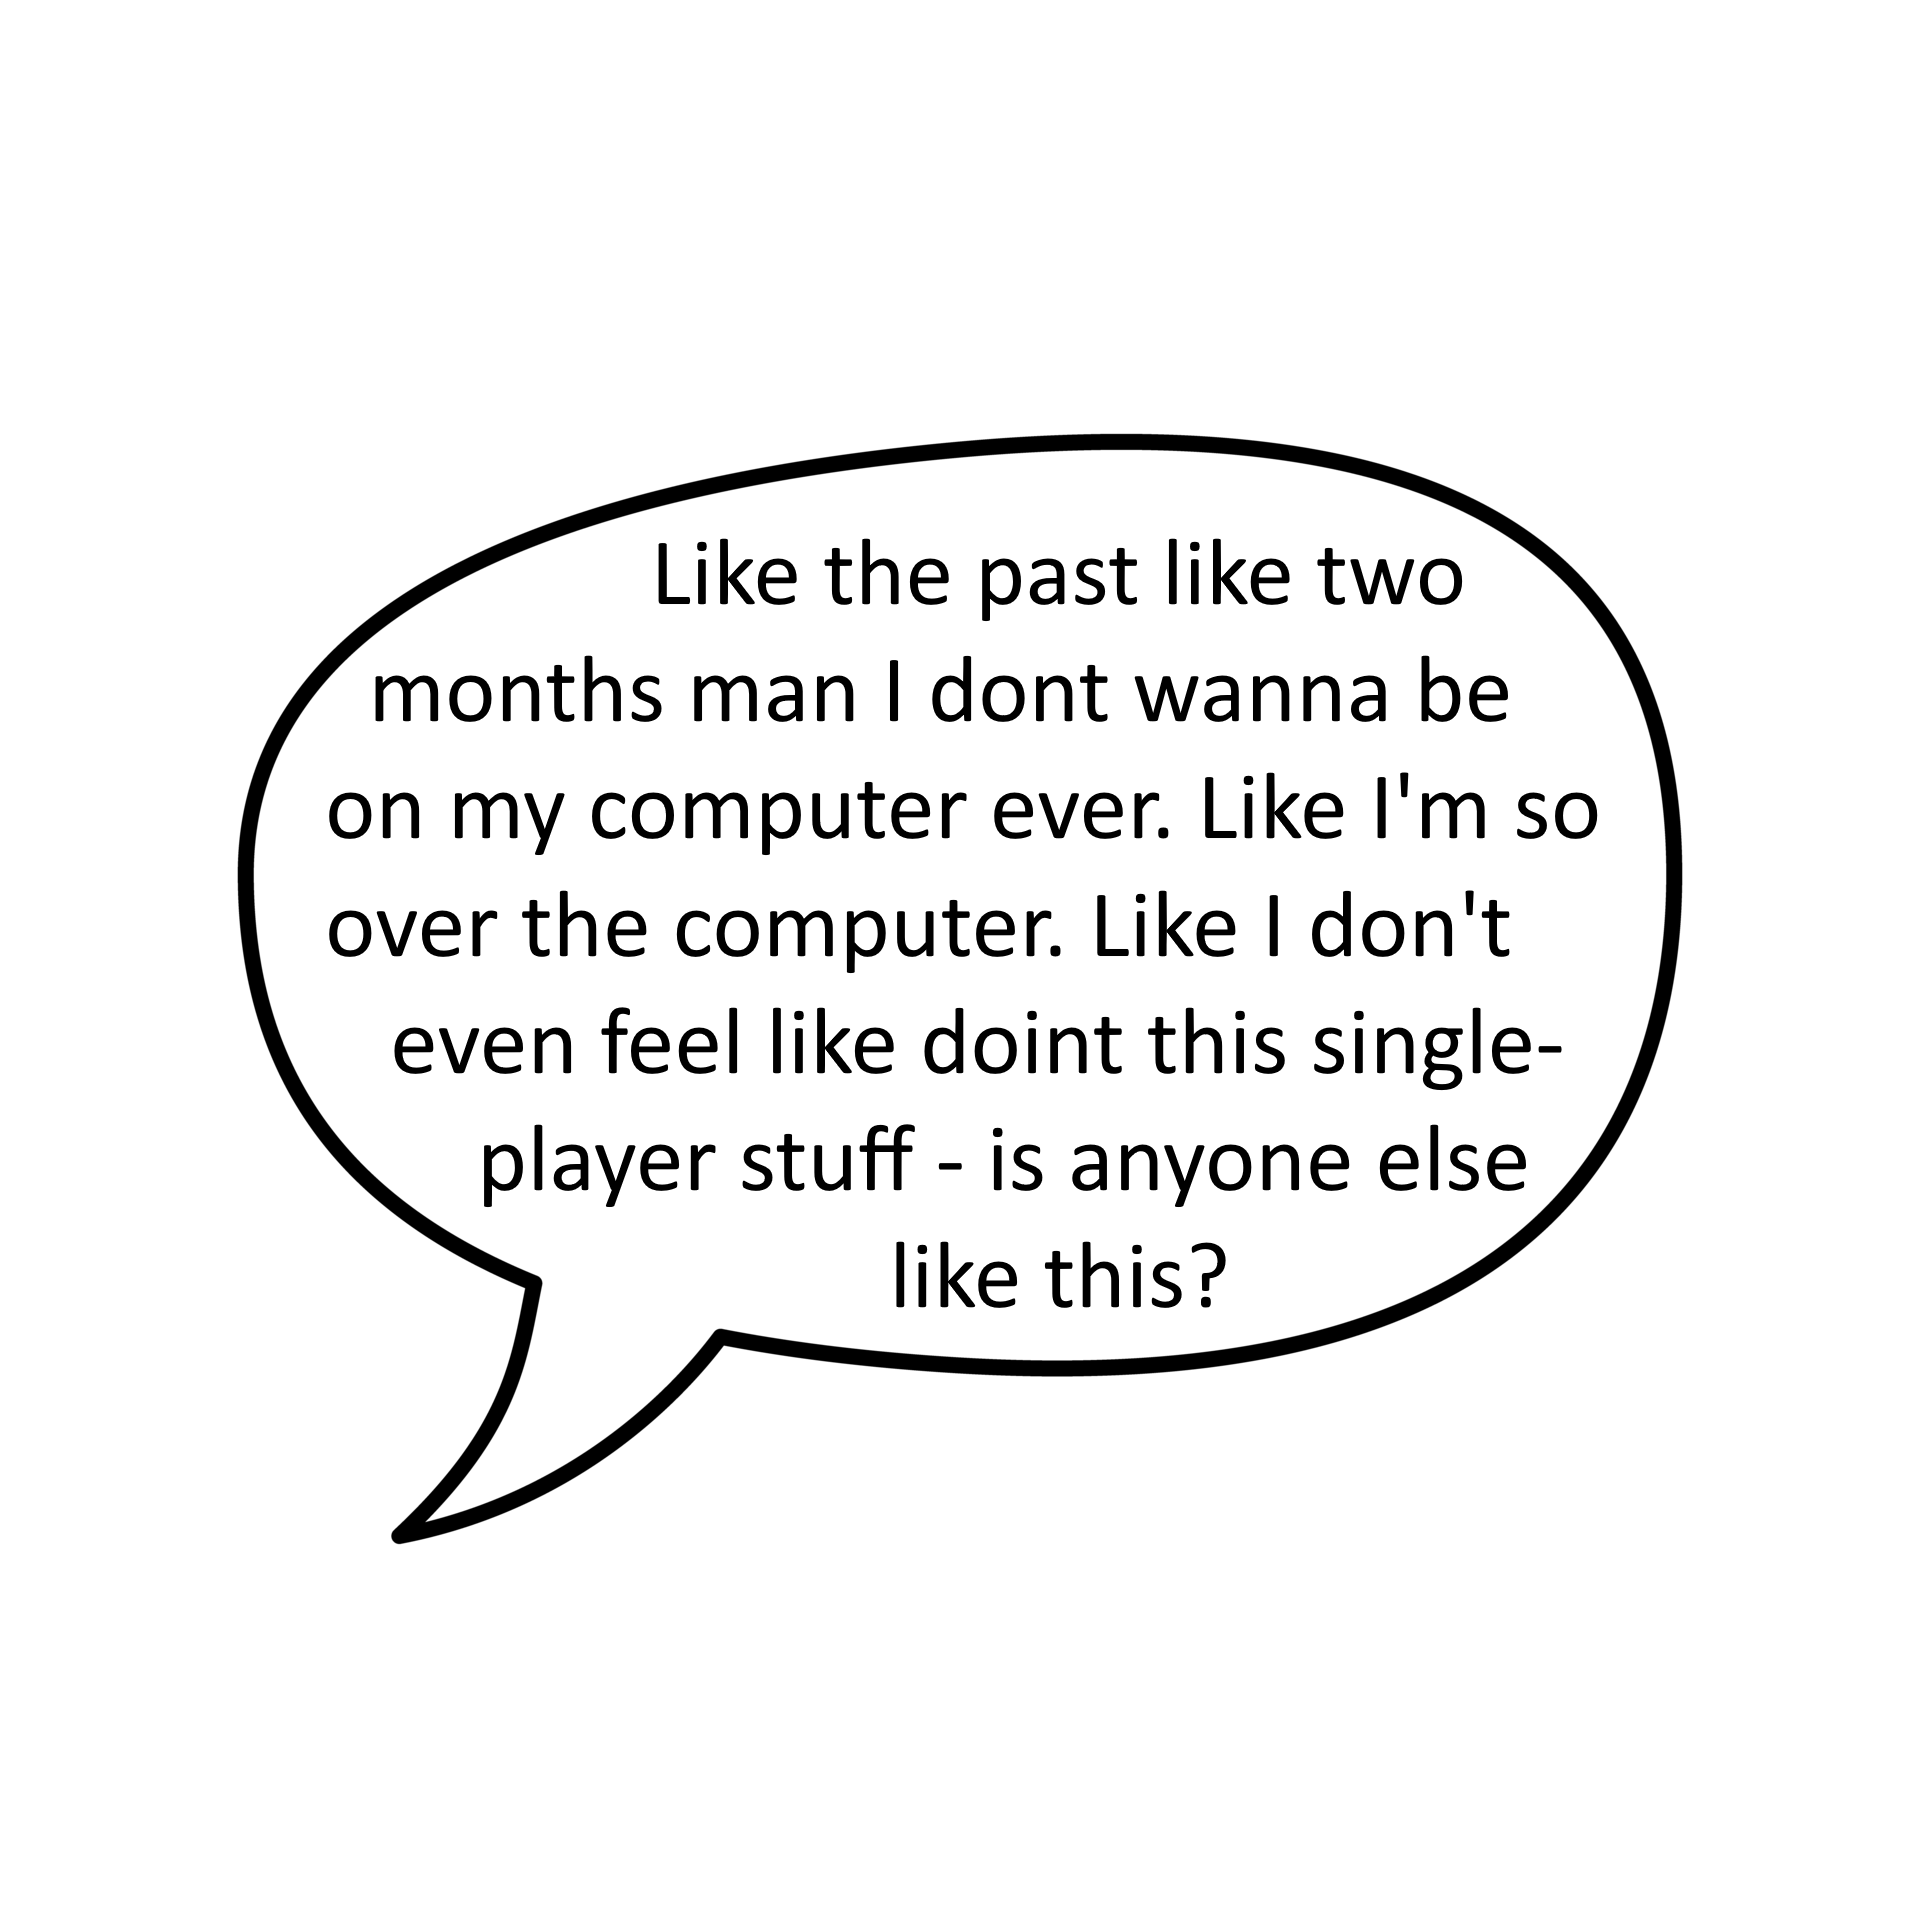 Like the past like two
months man I dont wanna be
on my computer ever. Like I'm so
over the computer. Like I don't
even feel like doint this single-
player stuff - is anyone else
like this?